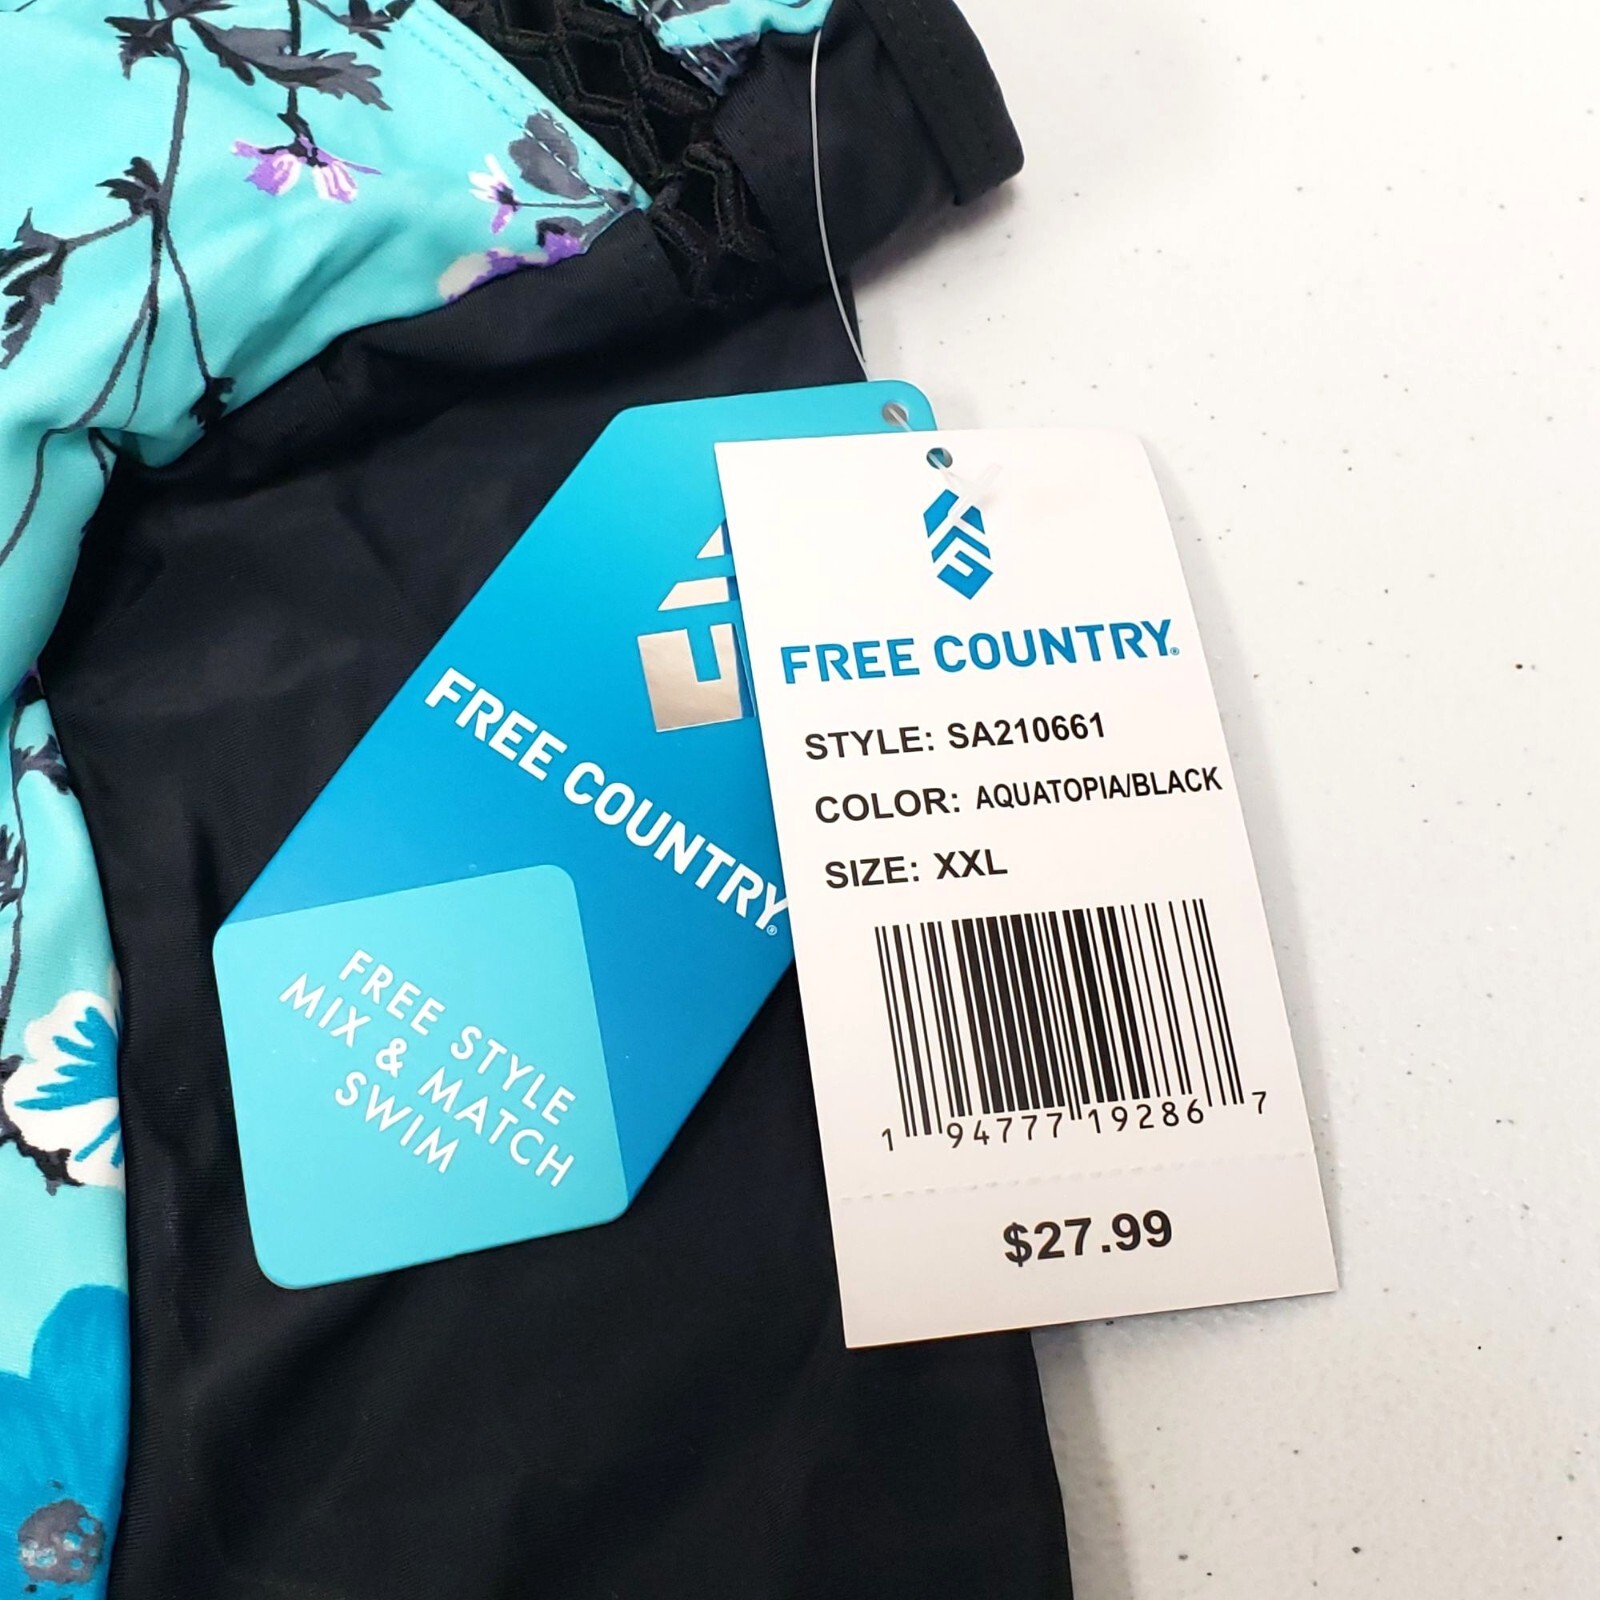 FREE COUNTRY®
FREE STYLE
MIX & MATCH
SWIM
FREE COUNTRY®
STYLE: SA210661
COLOR: AQUATOPIA/BLACK
SIZE: XXL
1 94777 19286 7
$27.99